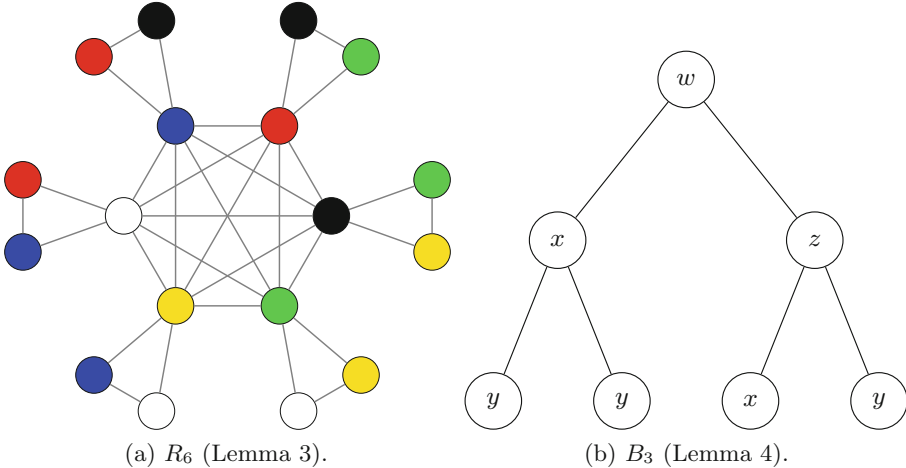 w
x z
y y x y
(a) R₆ (Lemma 3). (b) B₃ (Lemma 4).